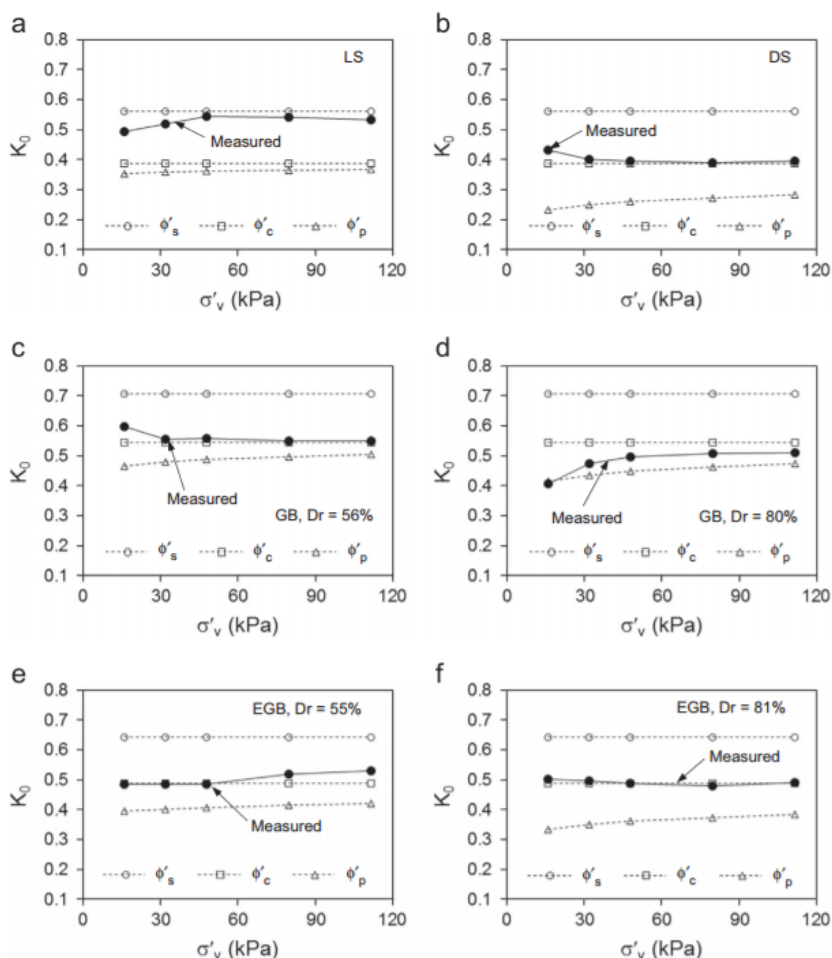 a
LS
K0
0.8
0.7
0.6
0.5
0.4
0.3
0.2
0.1
Measured
ϕ′s ϕ′c ϕ′p
0 30 60 90 120
σ′v (kPa)
b
DS
K0
0.8
0.7
0.6
0.5
0.4
0.3
0.2
0.1
Measured
ϕ′s ϕ′c ϕ′p
0 30 60 90 120
σ′v (kPa)
c
K0
0.8
0.7
0.6
0.5
0.4
0.3
0.2
0.1
Measured
GB, Dr = 56%
ϕ′s ϕ′c ϕ′p
0 30 60 90 120
σ′v (kPa)
d
K0
0.8
0.7
0.6
0.5
0.4
0.3
0.2
0.1
Measured
GB, Dr = 80%
ϕ′s ϕ′c ϕ′p
0 30 60 90 120
σ′v (kPa)
e
EGB, Dr = 55%
K0
0.8
0.7
0.6
0.5
0.4
0.3
0.2
0.1
Measured
ϕ′s ϕ′c ϕ′p
0 30 60 90 120
σ′v (kPa)
f
EGB, Dr = 81%
K0
0.8
0.7
0.6
0.5
0.4
0.3
0.2
0.1
Measured
ϕ′s ϕ′c ϕ′p
0 30 60 90 120
σ′v (kPa)